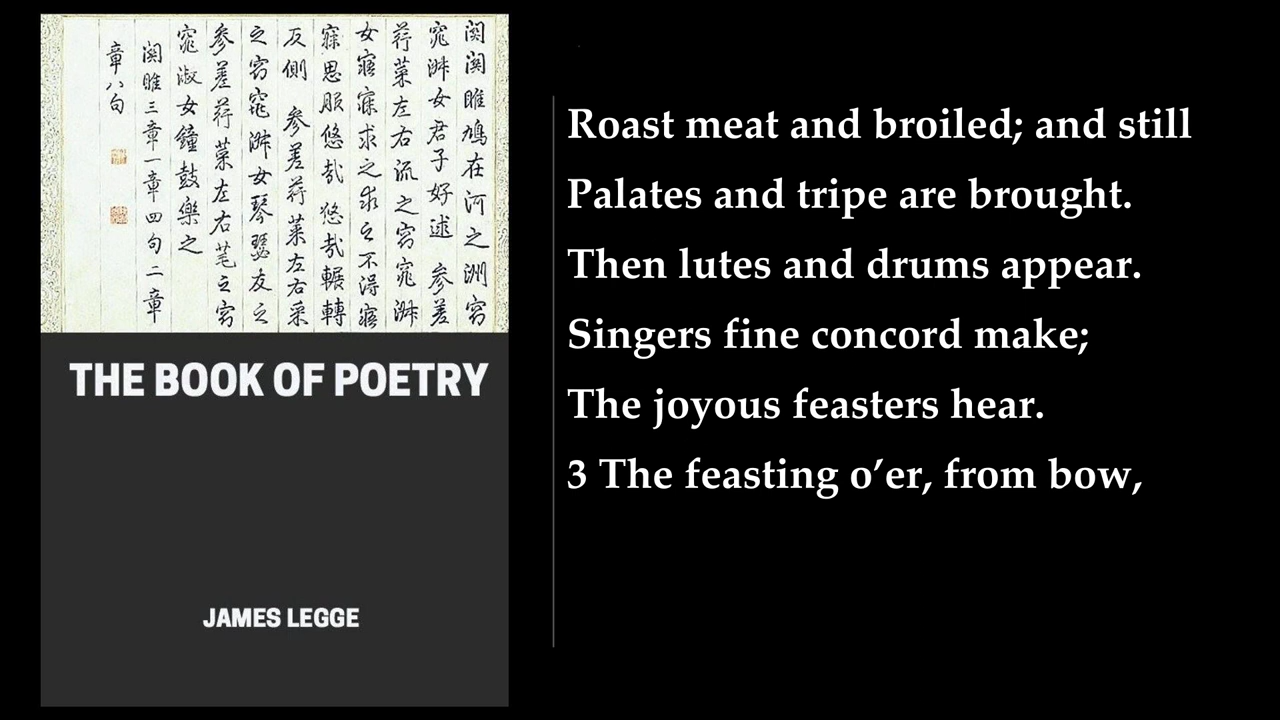 關關雎鳩在河之洲窈
窕淑女君子好逑 參差
荇菜左右流之窈窕淑
女寤寐求之求之不得寤
寐思服悠哉悠哉輾轉
反側 參差荇菜左右采
之窈窕淑女琴瑟友之
參差荇菜左右芼之窈
窕淑女鐘鼓樂之
關雎三章一章四句二章
章八句
THE BOOK OF POETRY
JAMES LEGGE
Roast meat and broiled; and still
Palates and tripe are brought.
Then lutes and drums appear.
Singers fine concord make;
The joyous feasters hear.
3 The feasting o’er, from bow,